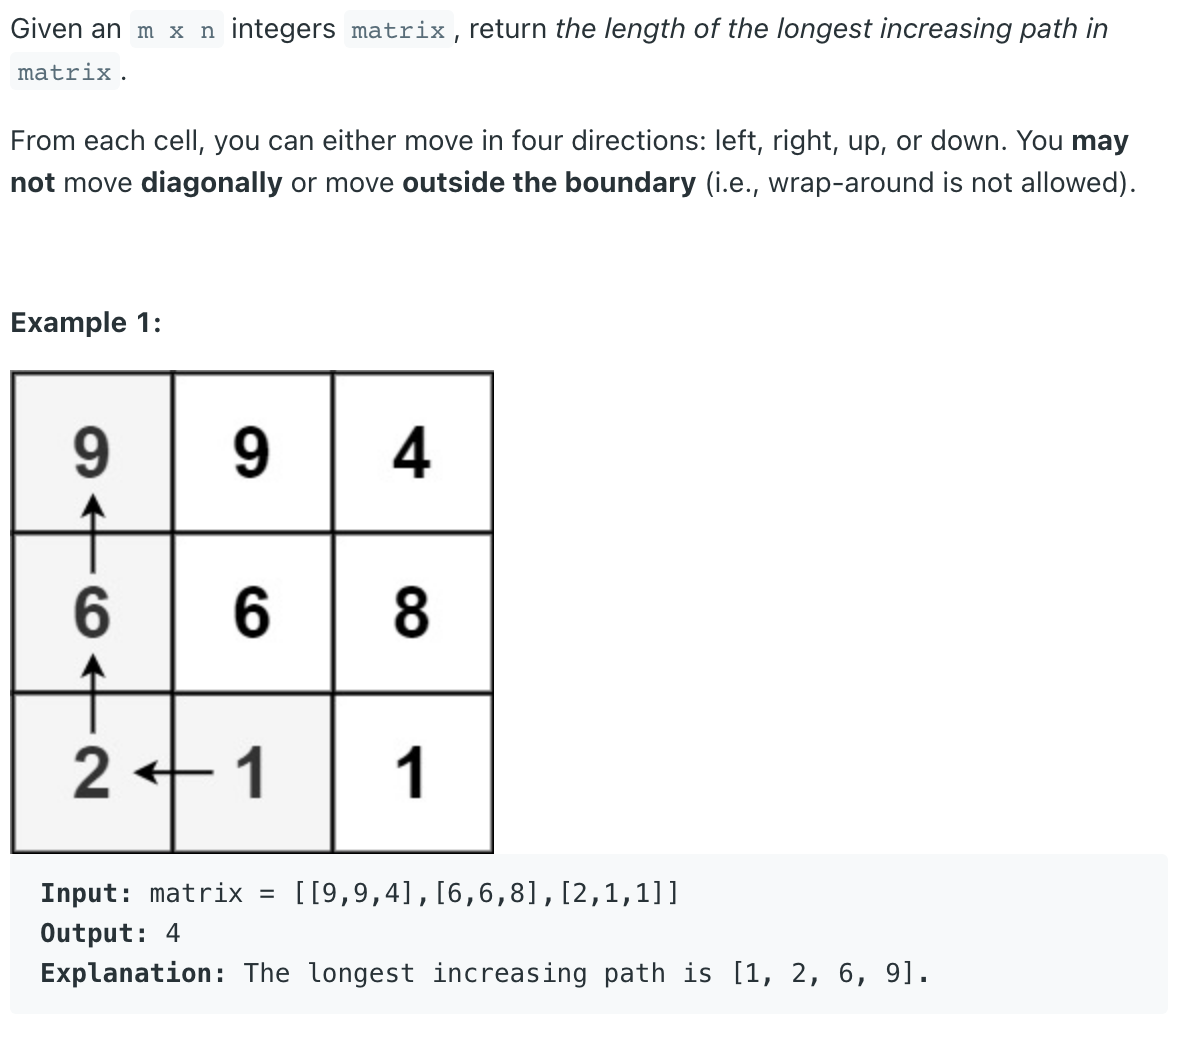 Given an m x n integers matrix, return the length of the longest increasing path in
matrix.
From each cell, you can either move in four directions: left, right, up, or down. You may
not move diagonally or move outside the boundary (i.e., wrap-around is not allowed).
Example 1:
9 9 4
6 6 8
2 1 1
Input: matrix = [[9,9,4],[6,6,8],[2,1,1]]
Output: 4
Explanation: The longest increasing path is [1, 2, 6, 9].